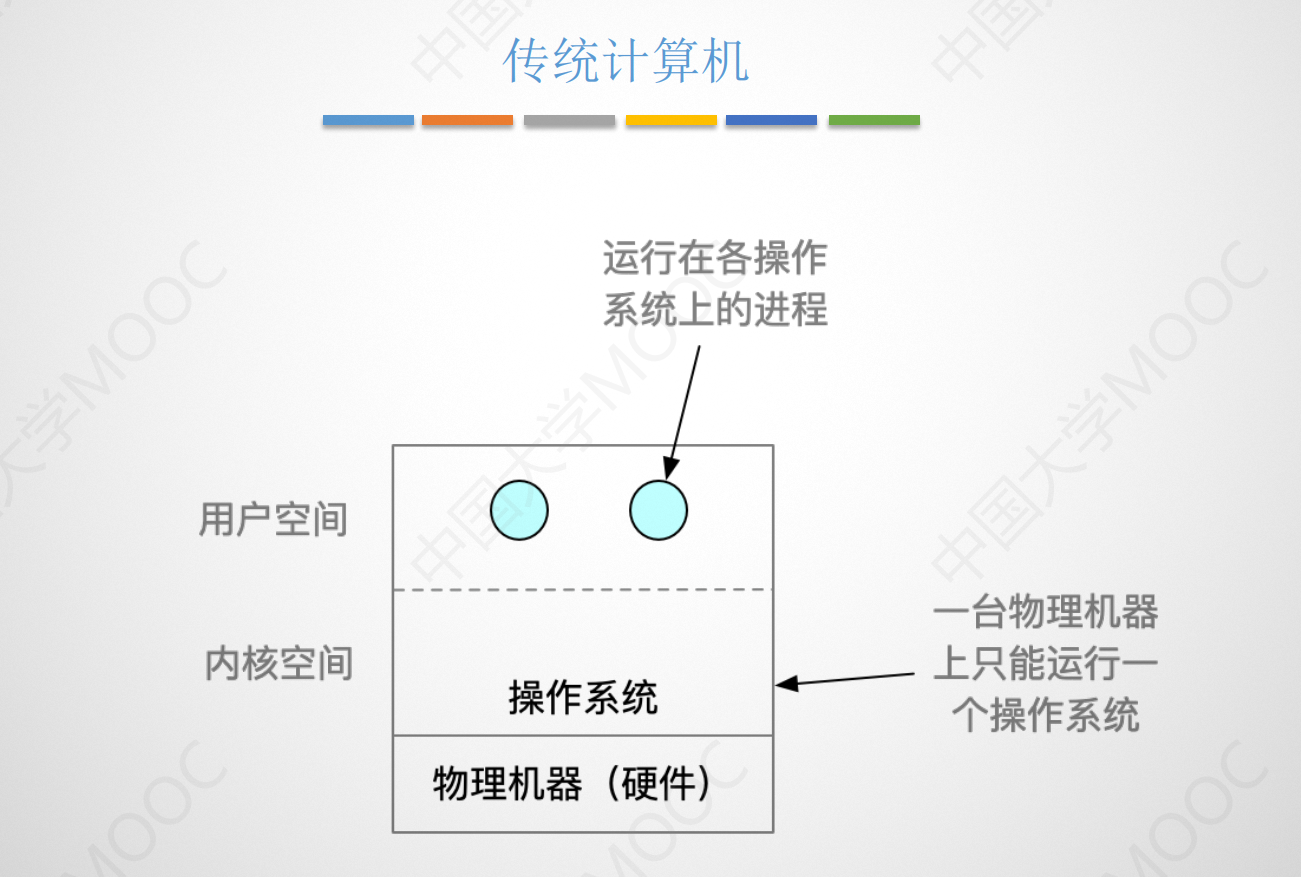 传统计算机
运行在各操作
系统上的进程
用户空间
一台物理机器
上只能运行一
个操作系统
内核空间
操作系统
物理机器（硬件）
中国大学MOOC